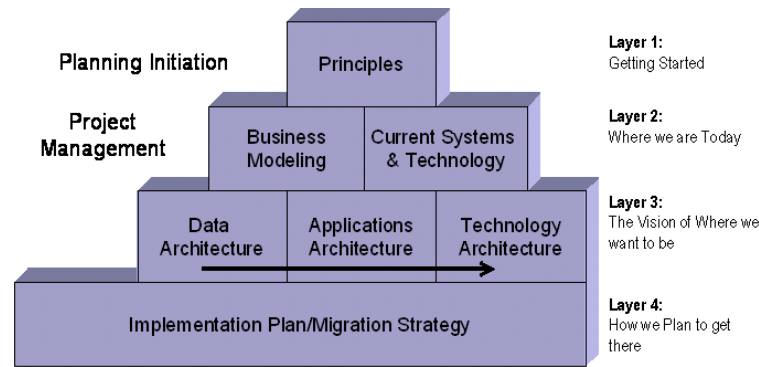 Planning Initiation
Principles
Layer 1:
Getting Started
Project
Management
Business
Modeling
Current Systems
& Technology
Layer 2:
Where we are Today
Data
Architecture
Applications
Architecture
Technology
Architecture
Layer 3:
The Vision of Where we
want to be
Implementation Plan/Migration Strategy
Layer 4:
How we Plan to get
there